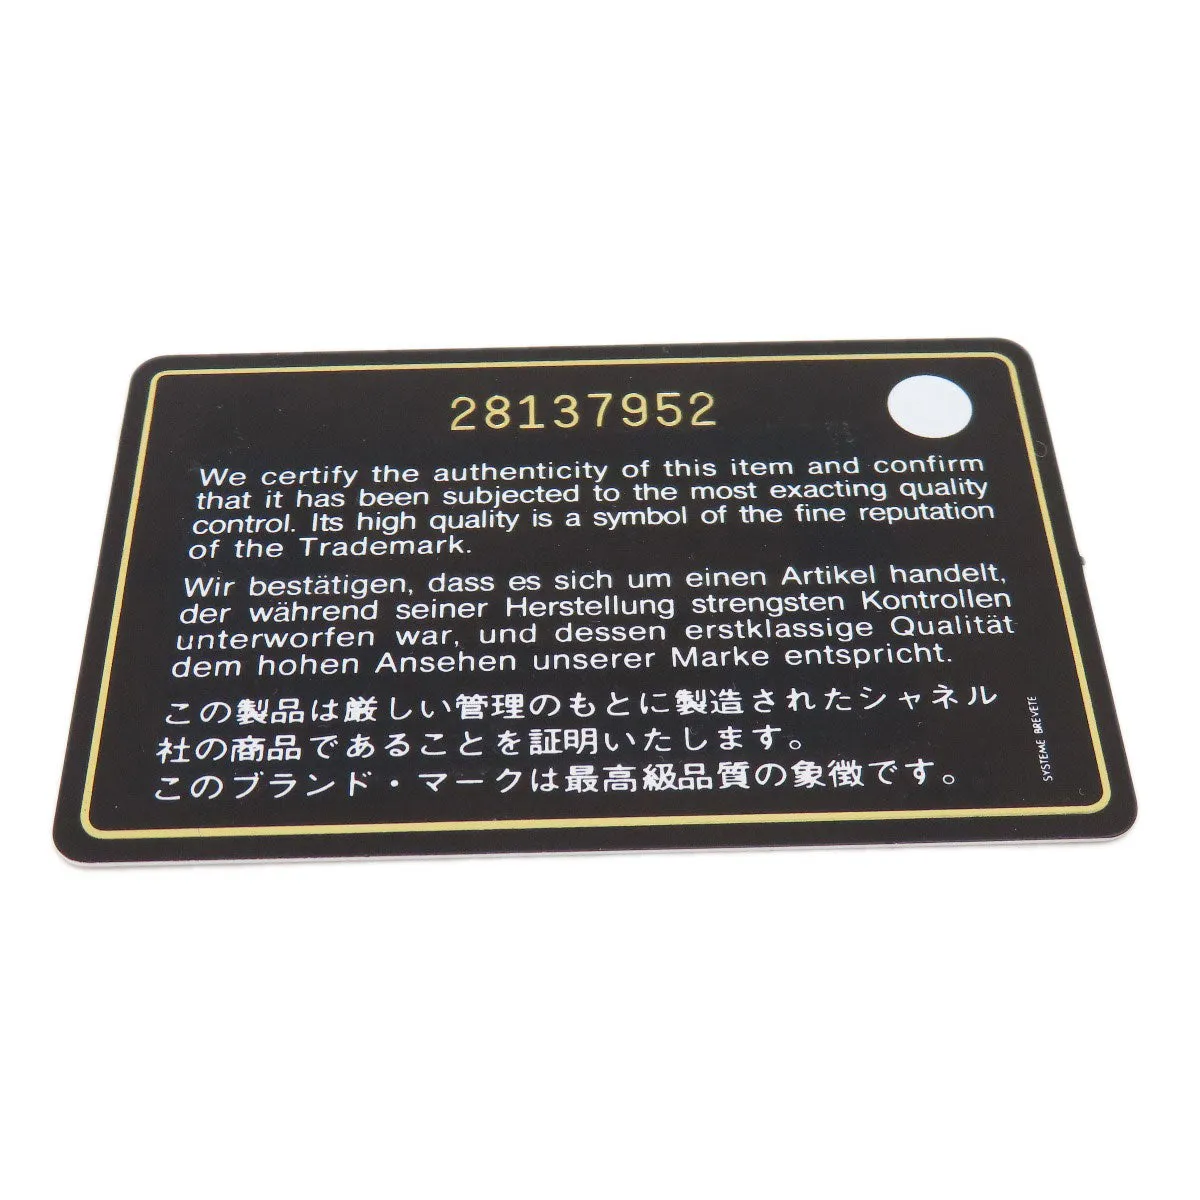 28137952
We certify the authenticity of this item and confirm
that it has been subjected to the most exacting quality
control. Its high quality is a symbol of the fine reputation
of the Trademark.
Wir bestätigen, dass es sich um einen Artikel handelt,
der während seiner Herstellung strengsten Kontrollen
unterworfen war, und dessen erstklassige Qualität
dem hohen Ansehen unserer Marke entspricht.
この製品は厳しい管理のもとに製造されたシャネル
社の商品であることを証明いたします。
このブランド・マークは最高級品質の象徴です。
SYSTEME BREVETE